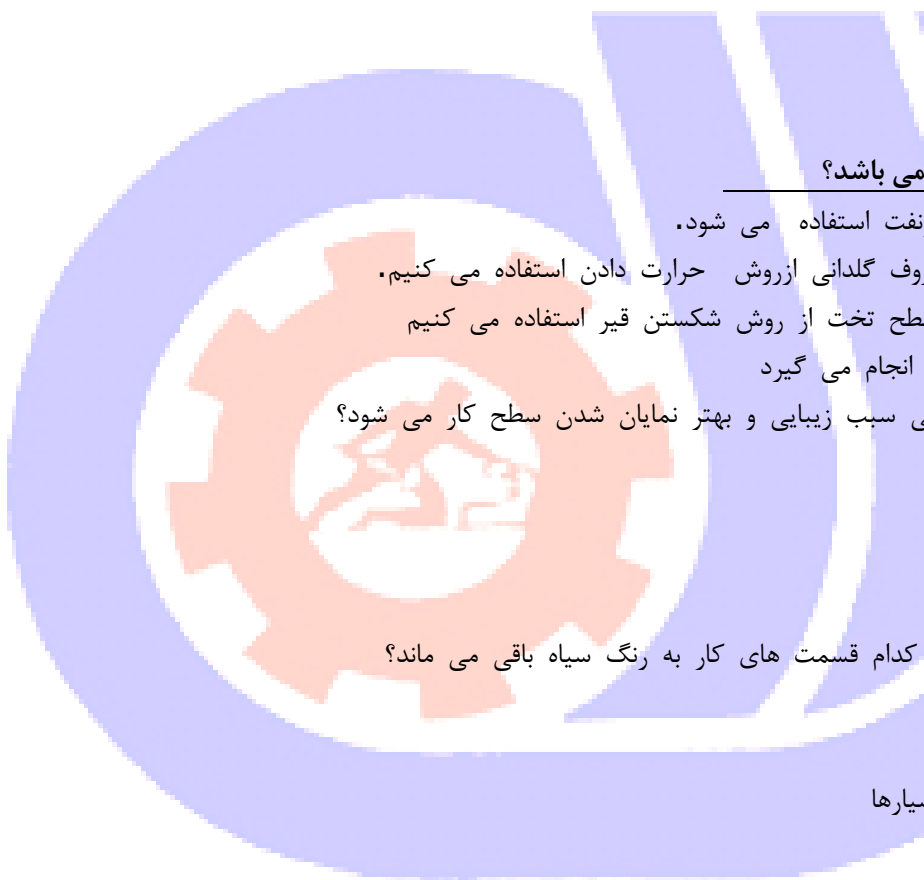 می باشد؟
نفت استفاده می شود.
وف گلدانی ازروش حرارت دادن استفاده می کنیم.
طح تخت از روش شکستن قیر استفاده می کنیم
انجام می گیرد
ی سبب زیبایی و بهتر نمایان شدن سطح کار می شود؟
کدام قسمت های کار به رنگ سیاه باقی می ماند؟
سیارها